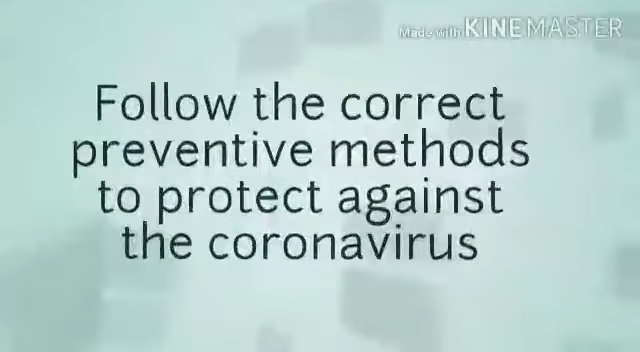 Made with KINEMASTER
Follow the correct
preventive methods
to protect against
the coronavirus